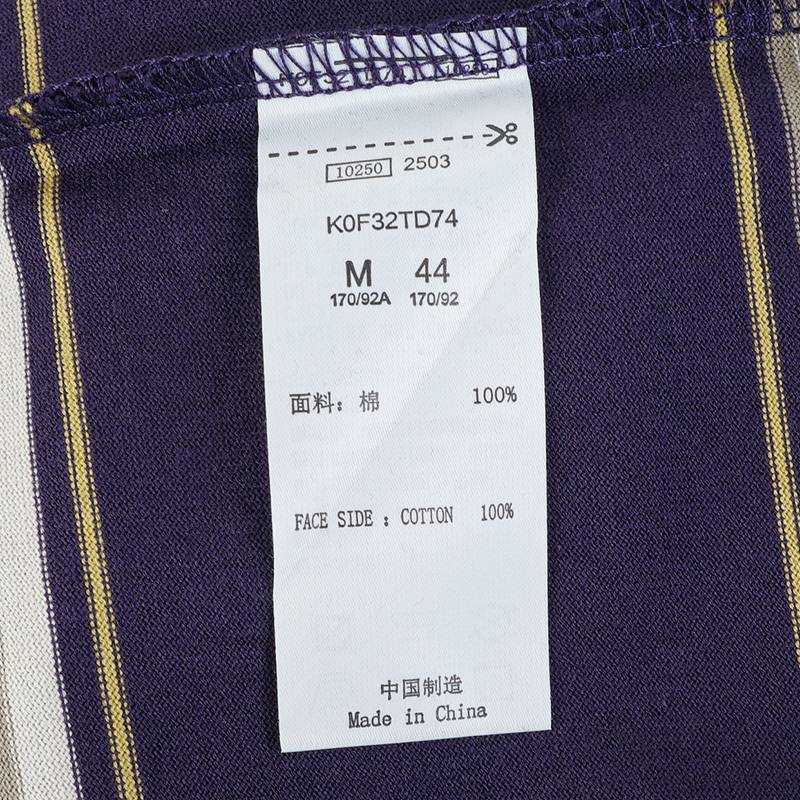 10250 2503
K0F32TD74
M 44
170/92A 170/92
面料：棉 100%
FACE SIDE : COTTON 100%
中国制造
Made in China